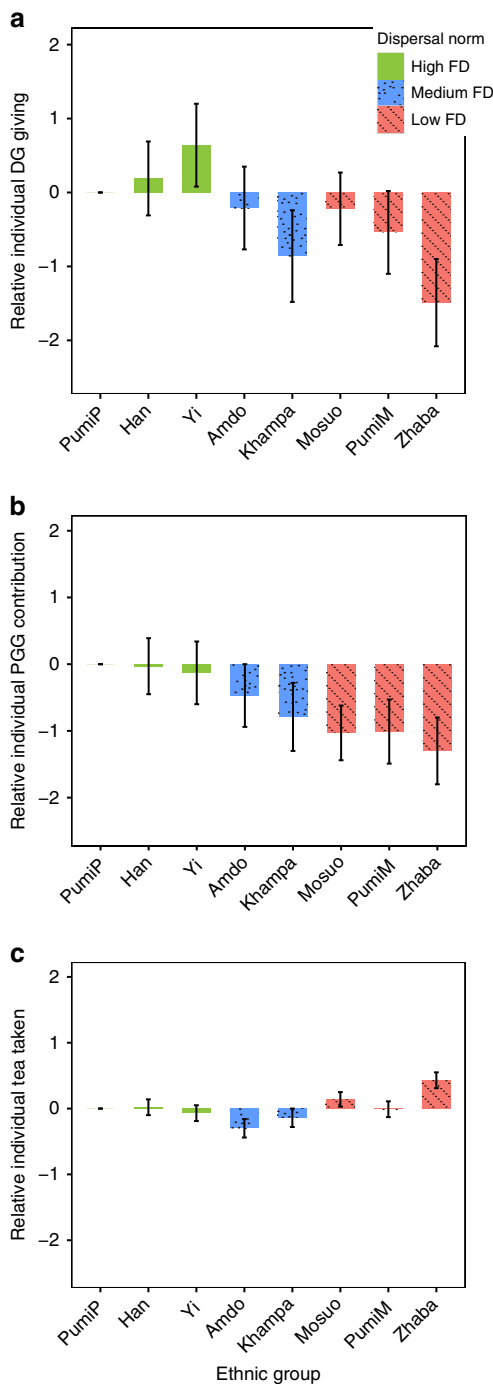 a
Dispersal norm
High FD
Medium FD
Low FD
Relative individual DG giving
2
1
0
−1
−2
PumiP
Han
Yi
Amdo
Khampa
Mosuo
PumiM
Zhaba
b
Relative individual PGG contribution
2
1
0
−1
−2
PumiP
Han
Yi
Amdo
Khampa
Mosuo
PumiM
Zhaba
c
Relative individual tea taken
2
1
0
−1
−2
PumiP
Han
Yi
Amdo
Khampa
Mosuo
PumiM
Zhaba
Ethnic group